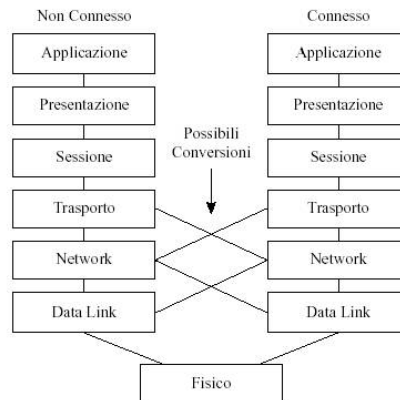 Non Connesso
Connesso
Applicazione
Applicazione
Presentazione
Presentazione
Possibili
Conversioni
Sessione
Sessione
Trasporto
Trasporto
Network
Network
Data Link
Data Link
Fisico